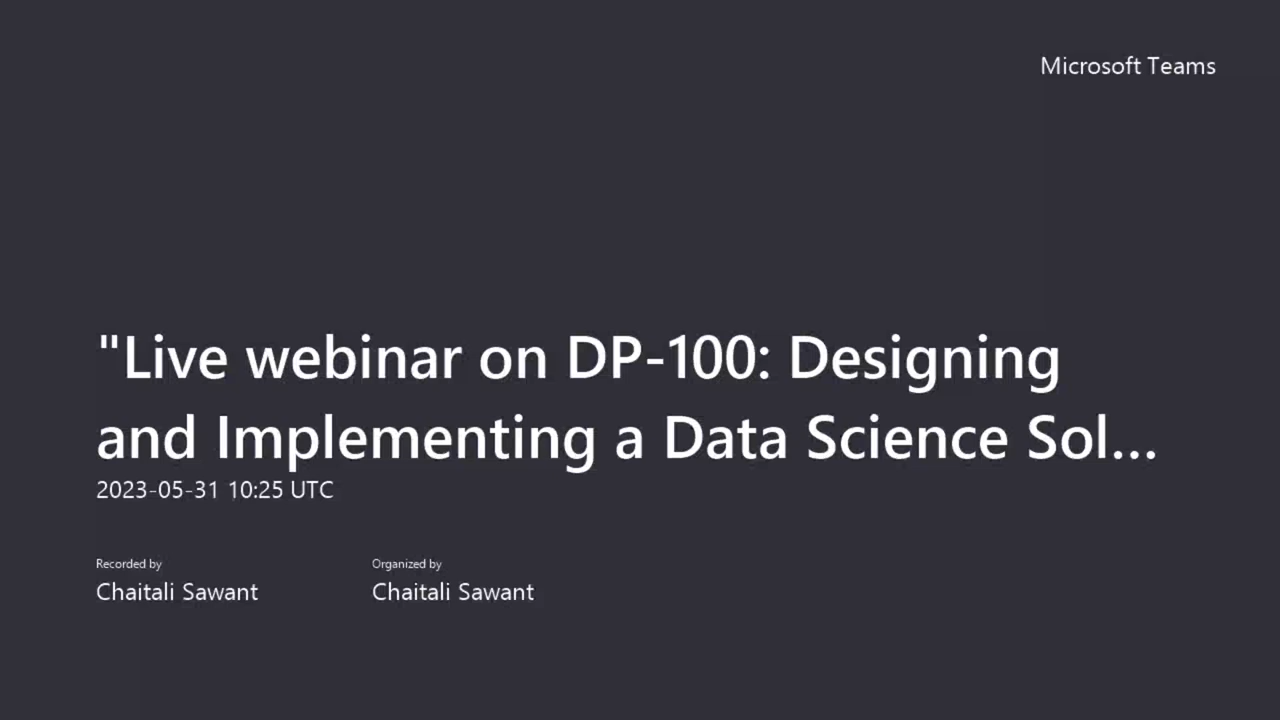 Microsoft Teams
"Live webinar on DP-100: Designing
and Implementing a Data Science Sol...
2023-05-31 10:25 UTC
Recorded by
Chaitali Sawant
Organized by
Chaitali Sawant